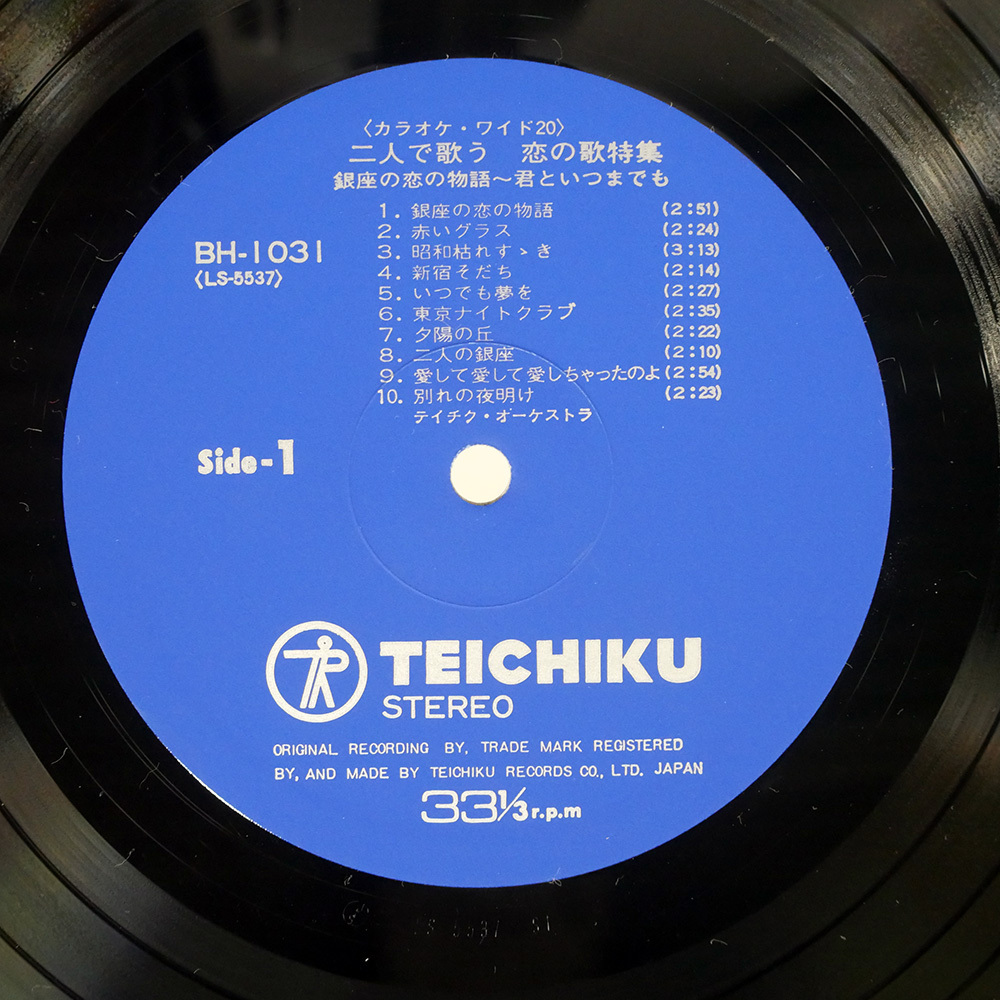 〈カラオケ・ワイド20〉
二人で歌う 恋の歌特集
銀座の恋の物語～君といつまでも
1. 銀座の恋の物語 (2:51)
2. 赤いグラス (2:24)
3. 昭和枯れすゝき (3:13)
4. 新宿そだち (2:14)
5. いつでも夢を (2:27)
6. 東京ナイトクラブ (2:35)
7. 夕陽の丘 (2:22)
8. 二人の銀座 (2:10)
9. 愛して愛して愛しちゃったのよ (2:54)
10. 別れの夜明け (2:23)
テイチク・オーケストラ
BH-1031
〈LS-5537〉
Side-1
TEICHIKU
STEREO
ORIGINAL RECORDING BY, TRADE MARK REGISTERED
BY, AND MADE BY TEICHIKU RECORDS CO., LTD. JAPAN
33 1/3 r.p.m
LS 5537 S1